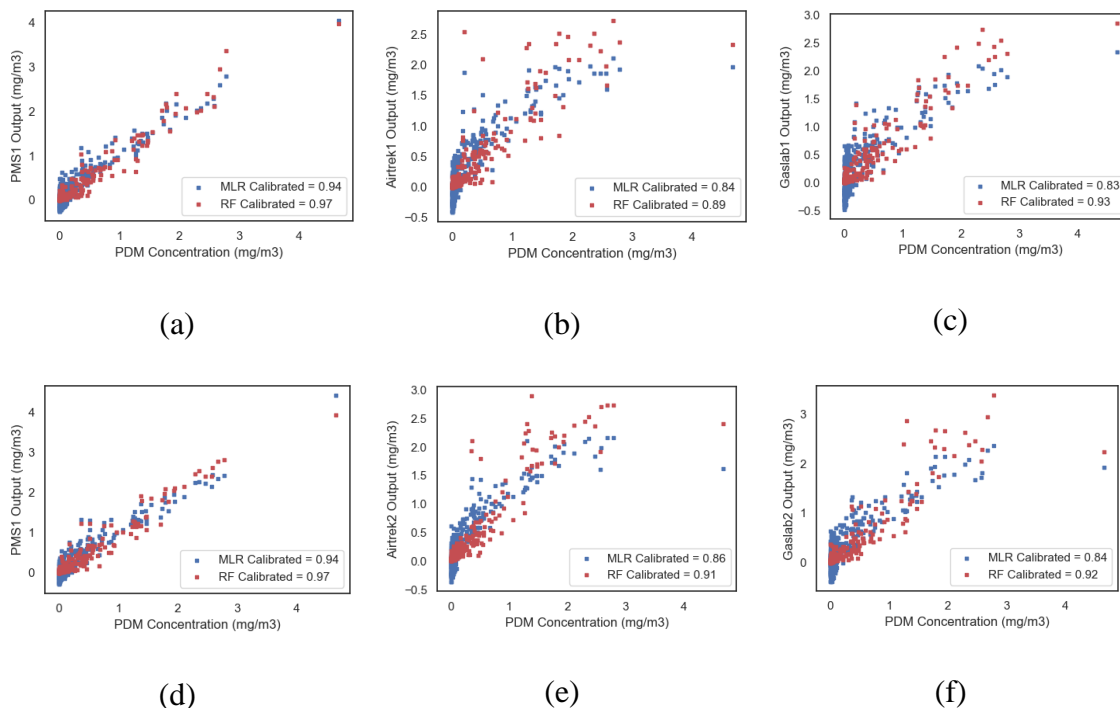 4
3
2
1
0
PMS1 Output (mg/m3)
MLR Calibrated = 0.94
RF Calibrated = 0.97
0 1 2 3 4
PDM Concentration (mg/m3)
(a)
2.5
2.0
1.5
1.0
0.5
0.0
−0.5
Airtrek1 Output (mg/m3)
MLR Calibrated = 0.84
RF Calibrated = 0.89
0 1 2 3 4
PDM Concentration (mg/m3)
(b)
3.0
2.5
2.0
1.5
1.0
0.5
0.0
−0.5
Gaslab1 Output (mg/m3)
MLR Calibrated = 0.83
RF Calibrated = 0.93
0 1 2 3 4
PDM Concentration (mg/m3)
(c)
4
3
2
1
0
PMS1 Output (mg/m3)
MLR Calibrated = 0.94
RF Calibrated = 0.97
0 1 2 3 4
PDM Concentration (mg/m3)
(d)
3.0
2.5
2.0
1.5
1.0
0.5
0.0
−0.5
Airtrek2 Output (mg/m3)
MLR Calibrated = 0.86
RF Calibrated = 0.91
0 1 2 3 4
PDM Concentration (mg/m3)
(e)
3
2
1
0
Gaslab2 Output (mg/m3)
MLR Calibrated = 0.84
RF Calibrated = 0.92
0 1 2 3 4
PDM Concentration (mg/m3)
(f)